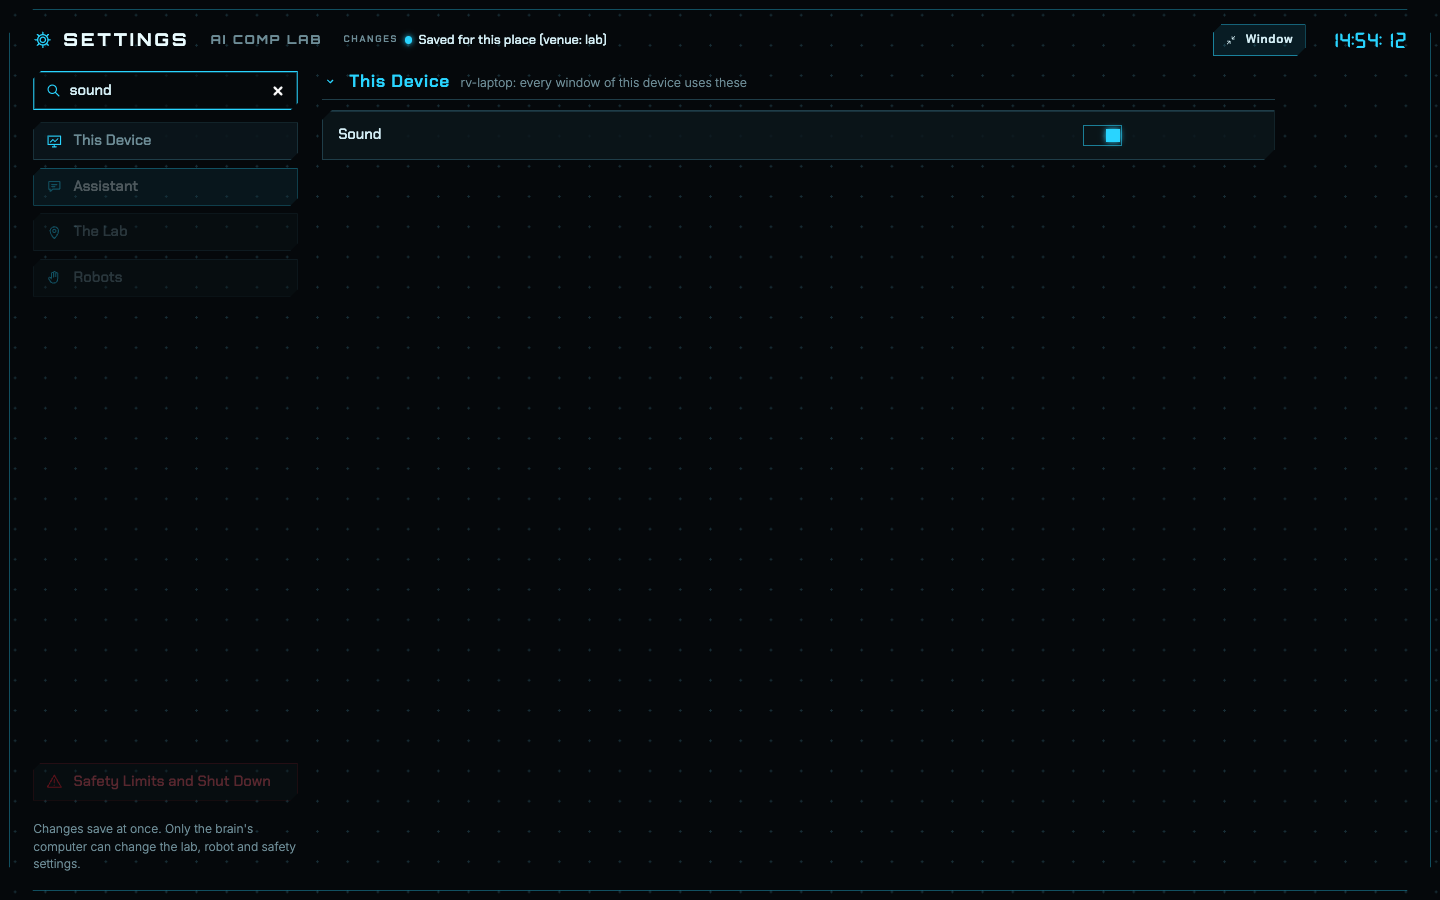 SETTINGS AI COMP LAB CHANGES Saved for this place (venue: lab) Window 14:54:12
sound
This Device
Assistant
The Lab
Robots
Safety Limits and Shut Down
Changes save at once. Only the brain's
computer can change the lab, robot and safety
settings.
This Device rv-laptop: every window of this device uses these
Sound